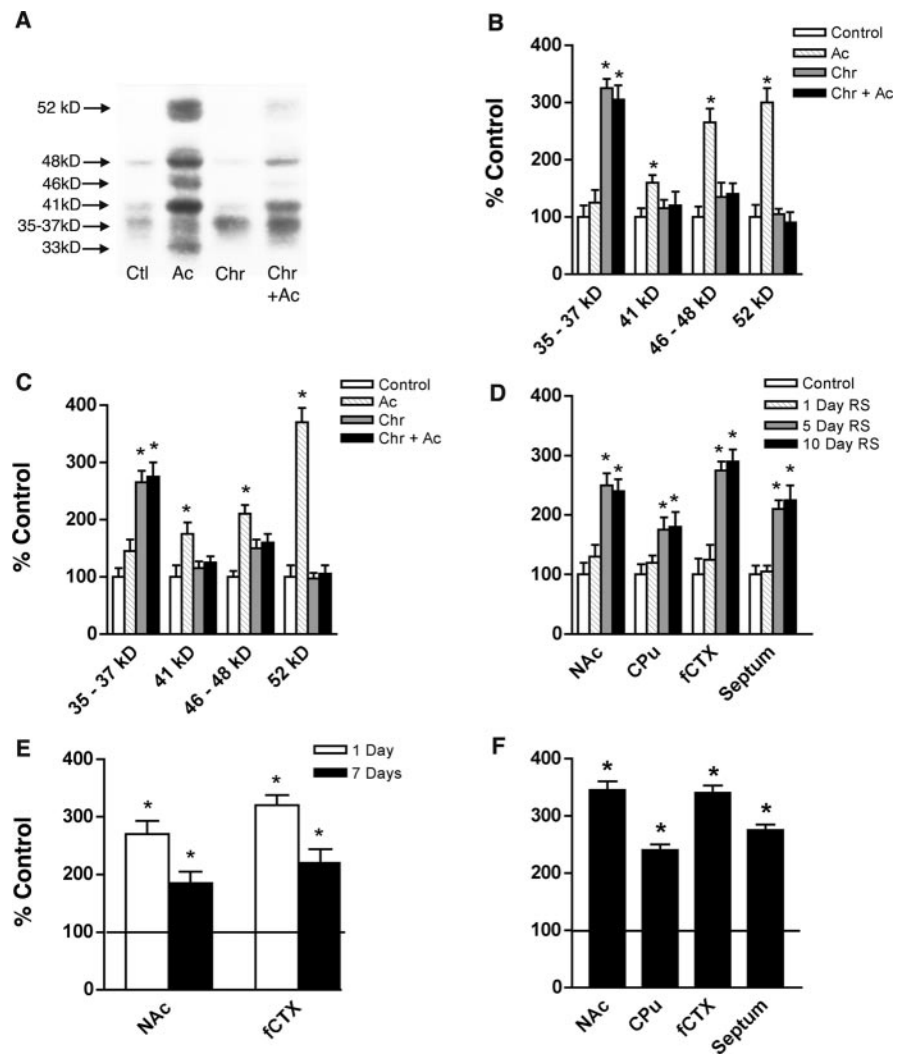 A
52 kD
48kD
46kD
41kD
35-37kD
33kD
Ctl Ac Chr Chr
+Ac
B
% Control
400
300
200
100
0
Control
Ac
Chr
Chr + Ac
* * * * *
35 - 37 kD
41 kD
46 - 48 kD
52 kD
C
% Control
400
300
200
100
0
Control
Ac
Chr
Chr + Ac
* * * * *
35 - 37 kD
41 kD
46 - 48 kD
52 kD
D
400
300
200
100
0
Control
1 Day RS
5 Day RS
10 Day RS
* * * * * * * *
NAc
CPu
fCTX
Septum
E
% Control
400
300
200
100
0
1 Day
7 Days
* * * *
NAc
fCTX
F
400
300
200
100
0
* * * *
NAc
CPu
fCTX
Septum